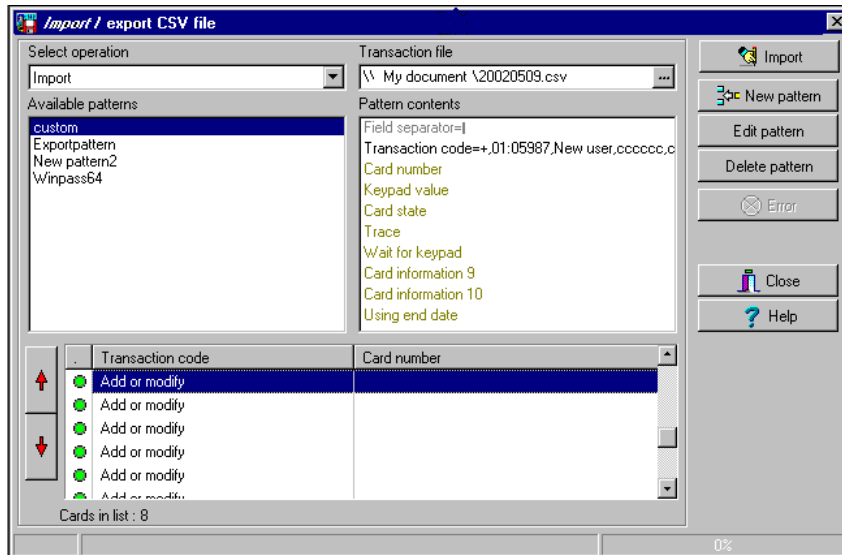 Import / export CSV file
Select operation
Import
Transaction file
\\ My document \20020509.csv
...
Available patterns
custom
Exportpattern
New pattern2
Winpass64
Pattern contents
Field separator=|
Transaction code=+,01:05987,New user,cccccc,c
Card number
Keypad value
Card state
Trace
Wait for keypad
Card information 9
Card information 10
Using end date
Import
New pattern
Edit pattern
Delete pattern
Error
Close
Help
. Transaction code Card number
Add or modify
Add or modify
Add or modify
Add or modify
Add or modify
Add or modify
Cards in list : 8
0%